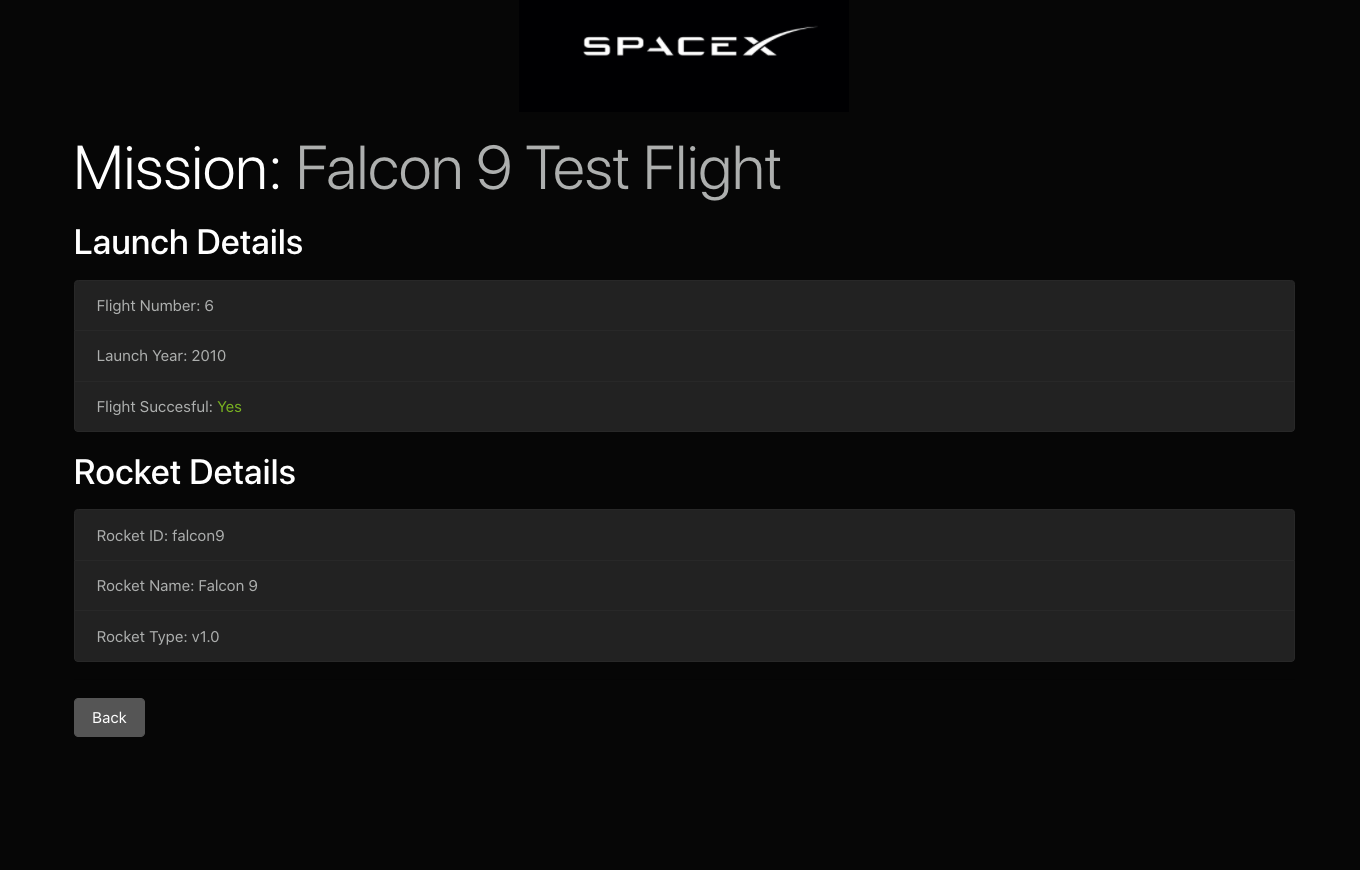 SPACEX
Mission: Falcon 9 Test Flight
Launch Details
Flight Number: 6
Launch Year: 2010
Flight Succesful: Yes
Rocket Details
Rocket ID: falcon9
Rocket Name: Falcon 9
Rocket Type: v1.0
Back